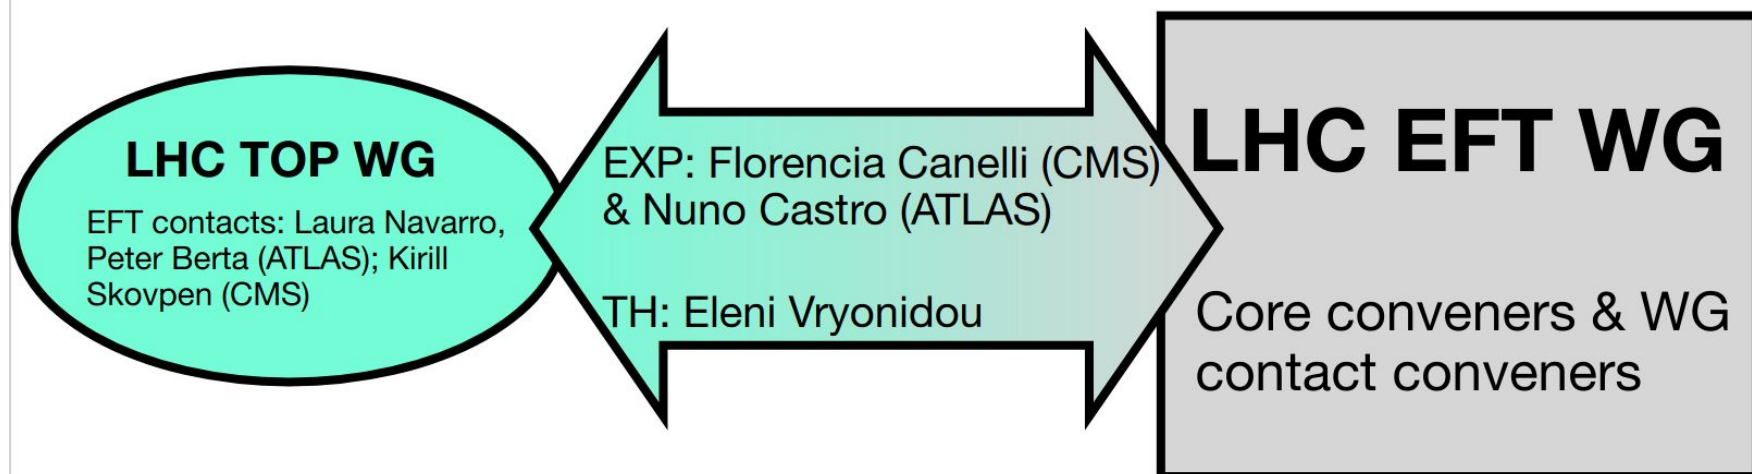 LHC TOP WG
EFT contacts: Laura Navarro,
Peter Berta (ATLAS); Kirill
Skovpen (CMS)
EXP: Florencia Canelli (CMS)
& Nuno Castro (ATLAS)
TH: Eleni Vryonidou
LHC EFT WG
Core conveners & WG
contact conveners